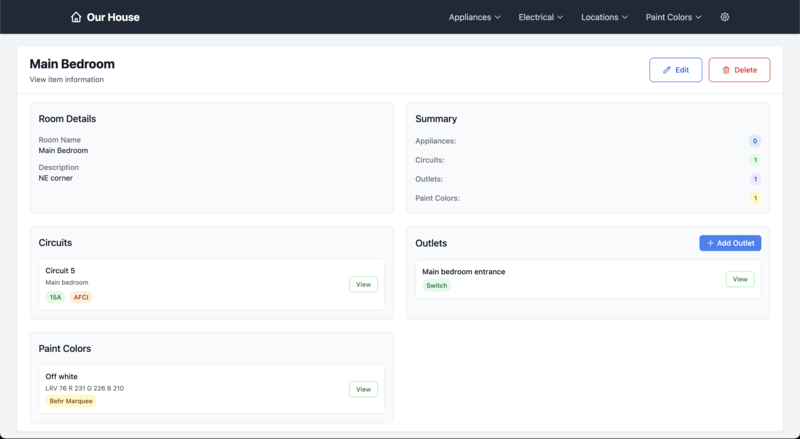 Our House
Appliances
Electrical
Locations
Paint Colors
Main Bedroom
View item information
Edit
Delete
Room Details
Room Name
Main Bedroom
Description
NE corner
Summary
Appliances: 0
Circuits: 1
Outlets: 1
Paint Colors: 1
Circuits
Circuit 5
Main bedroom
15A AFCI
View
Outlets
+ Add Outlet
Main bedroom entrance
Switch
View
Paint Colors
Off white
LRV 76 R 231 G 226 B 210
Behr Marquee
View